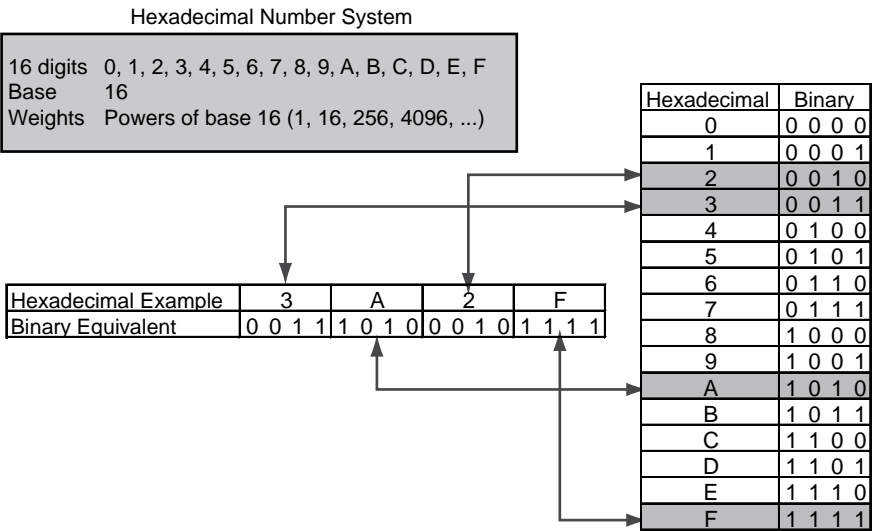 Hexadecimal Number System
16 digits 0, 1, 2, 3, 4, 5, 6, 7, 8, 9, A, B, C, D, E, F
Base 16
Weights Powers of base 16 (1, 16, 256, 4096, ...)
Hexadecimal Example 3 A 2 F
Binary Equivalent 0 0 1 1 1 0 1 0 0 0 1 0 1 1 1 1
Hexadecimal Binary
0 0 0 0 0
1 0 0 0 1
2 0 0 1 0
3 0 0 1 1
4 0 1 0 0
5 0 1 0 1
6 0 1 1 0
7 0 1 1 1
8 1 0 0 0
9 1 0 0 1
A 1 0 1 0
B 1 0 1 1
C 1 1 0 0
D 1 1 0 1
E 1 1 1 0
F 1 1 1 1